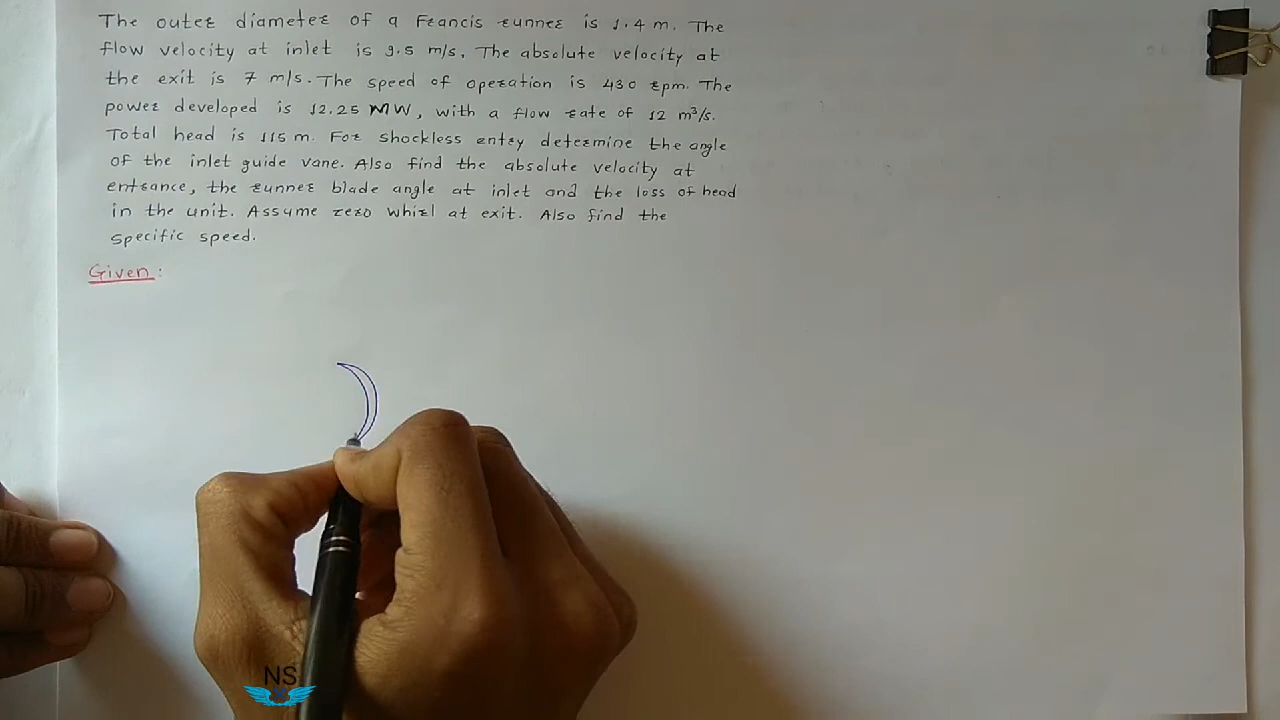 The outer diameter of a Francis runner is 1.4 m. The
flow velocity at inlet is 9.5 m/s. The absolute velocity at
the exit is 7 m/s. The speed of operation is 430 rpm. The
power developed is 12.25 MW, with a flow rate of 12 m³/s.
Total head is 115 m. For shockless entry determine the angle
of the inlet guide vane. Also find the absolute velocity at
entrance, the runner blade angle at inlet and the loss of head
in the unit. Assume zero whirl at exit. Also find the
specific speed.
Given:
NS